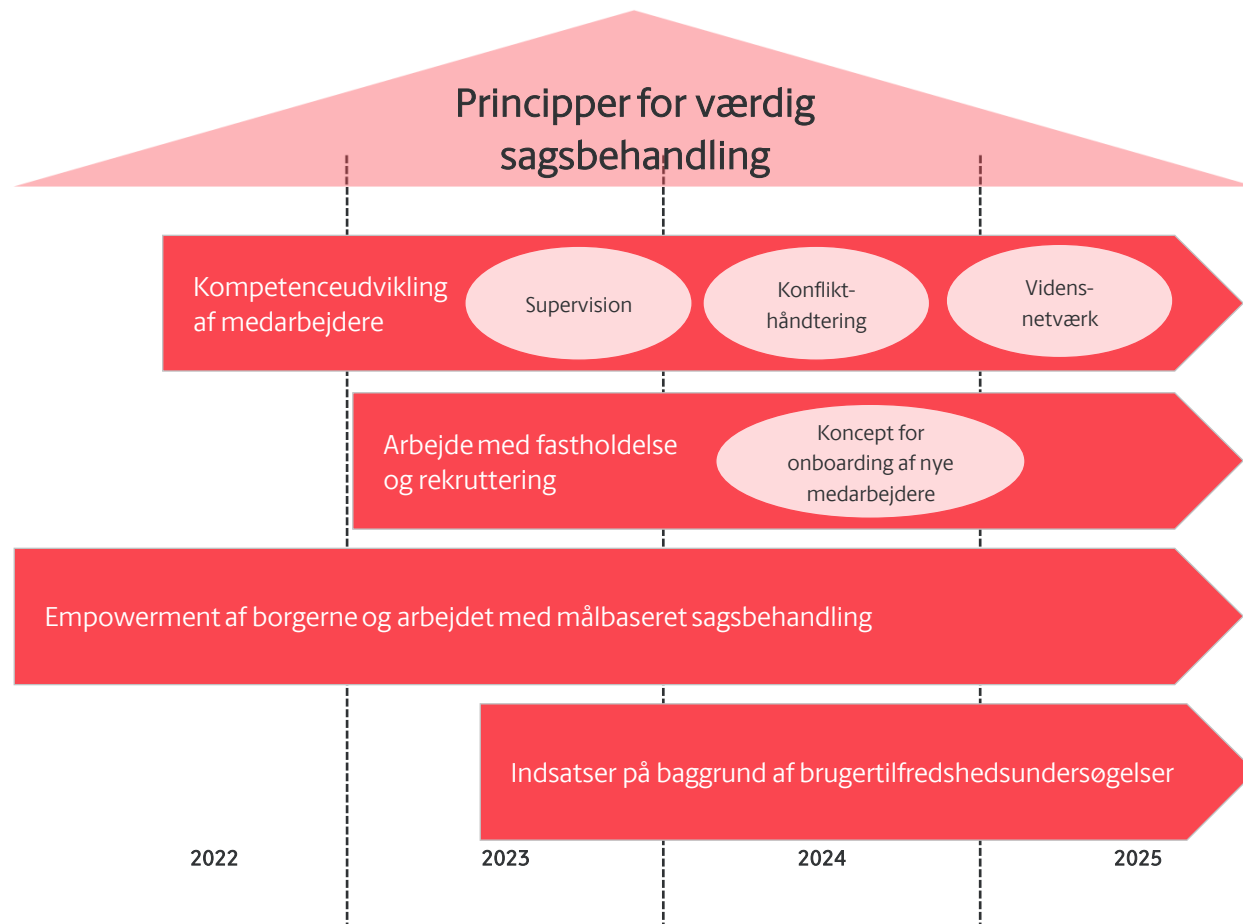 Principper for værdig
sagsbehandling
Kompetenceudvikling
af medarbejdere
Supervision
Konflikt-
håndtering
Videns-
netværk
Arbejde med fastholdelse
og rekruttering
Koncept for
onboarding af nye
medarbejdere
Empowerment af borgerne og arbejdet med målbaseret sagsbehandling
Indsatser på baggrund af brugertilfredshedsundersøgelser
2022
2023
2024
2025